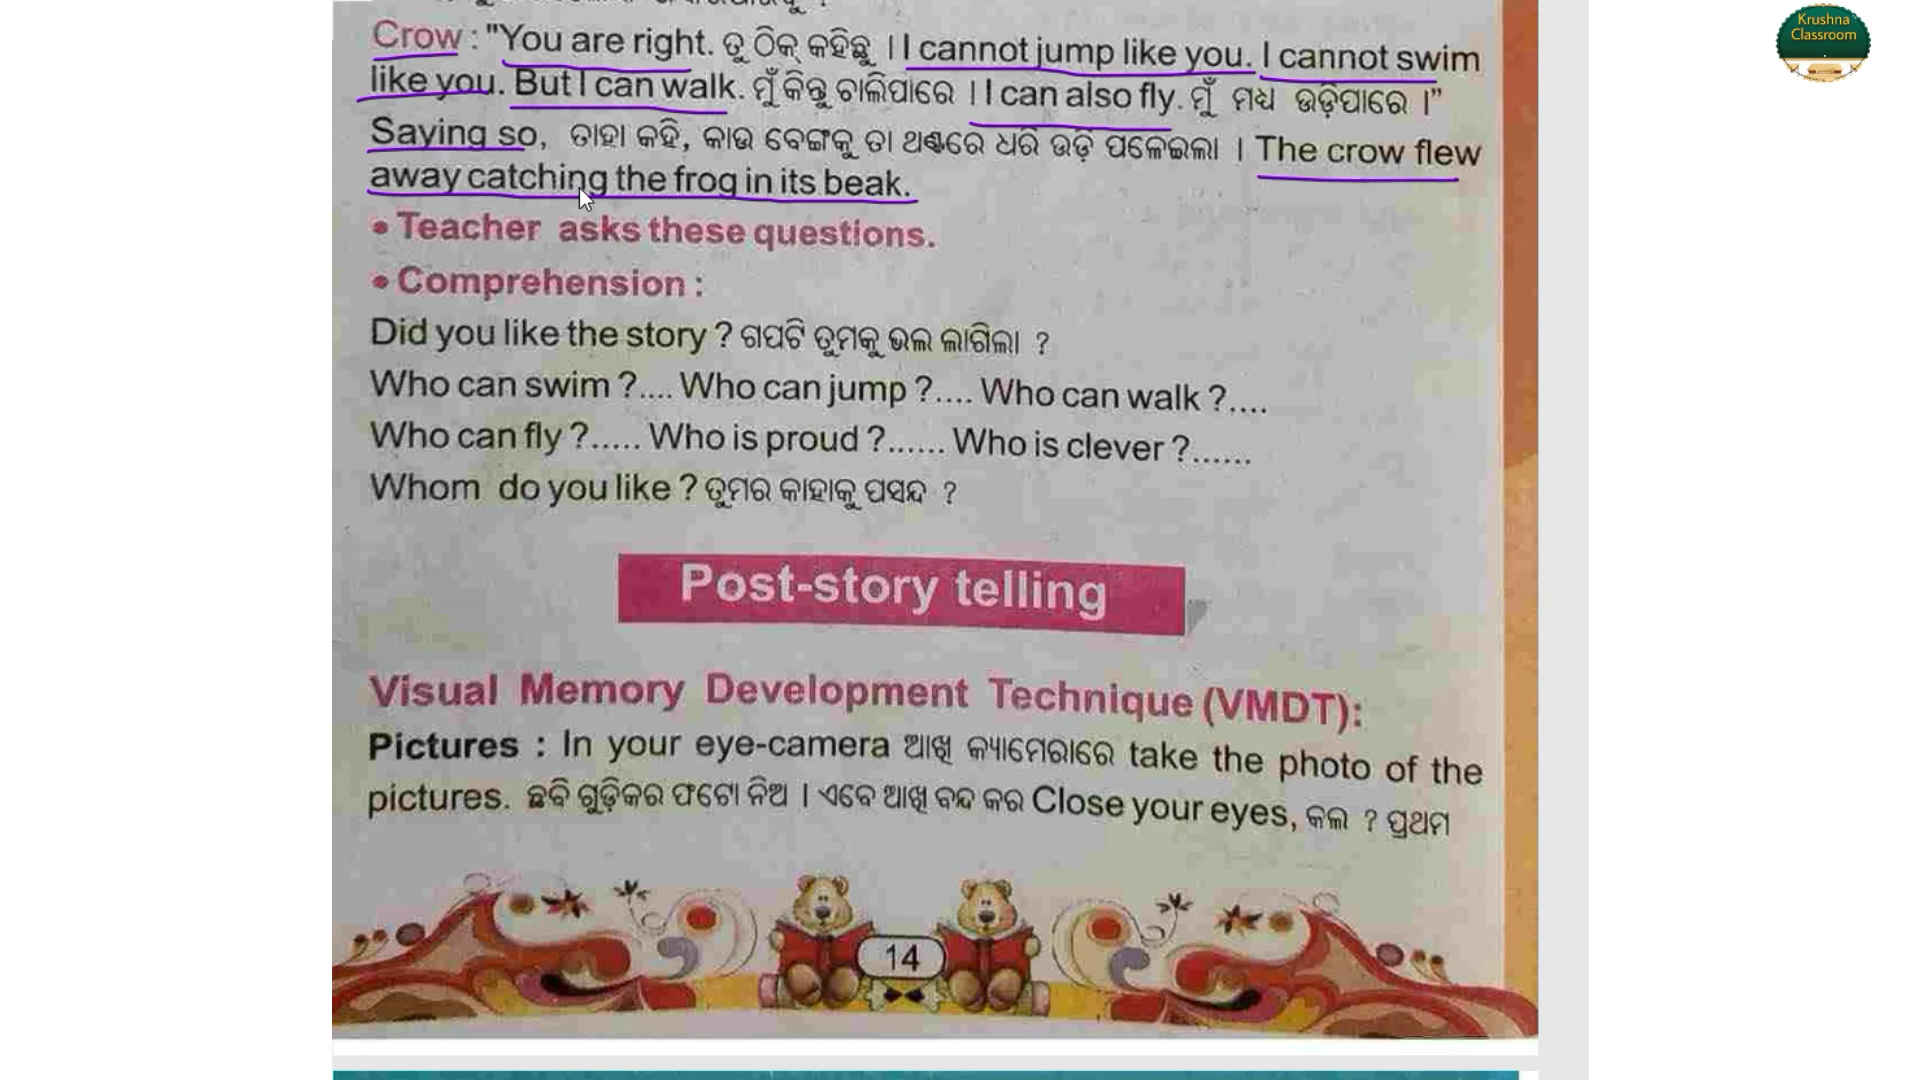 Crow : "You are right. ତୁ ଠିକ୍ କହିଛୁ । I cannot jump like you. I cannot swim
like you. But I can walk. ମୁଁ କିନ୍ତୁ ଚାଲିପାରେ । I can also fly. ମୁଁ ମଧ୍ୟ ଉଡ଼ିପାରେ ।”
Saying so, ତାହା କହି, କାଉ ବେଙ୍ଗକୁ ତା ଥଣ୍ଟରେ ଧରି ଉଡ଼ି ପଳେଇଲା । The crow flew
away catching the frog in its beak.
• Teacher asks these questions.
• Comprehension :
Did you like the story ? ଗପଟି ତୁମକୁ ଭଲ ଲାଗିଲା ?
Who can swim ?.... Who can jump ?.... Who can walk ?....
Who can fly ?..... Who is proud ?...... Who is clever ?......
Whom do you like ? ତୁମର କାହାକୁ ପସନ୍ଦ ?
Post-story telling
Visual Memory Development Technique (VMDT):
Pictures : In your eye-camera ଆଖି କ୍ୟାମେରାରେ take the photo of the
pictures. ଛବି ଗୁଡ଼ିକର ଫଟୋ ନିଅ । ଏବେ ଆଖି ବନ୍ଦ କର Close your eyes, କଲ ? ପ୍ରଥମ
14
Krushna
Classroom